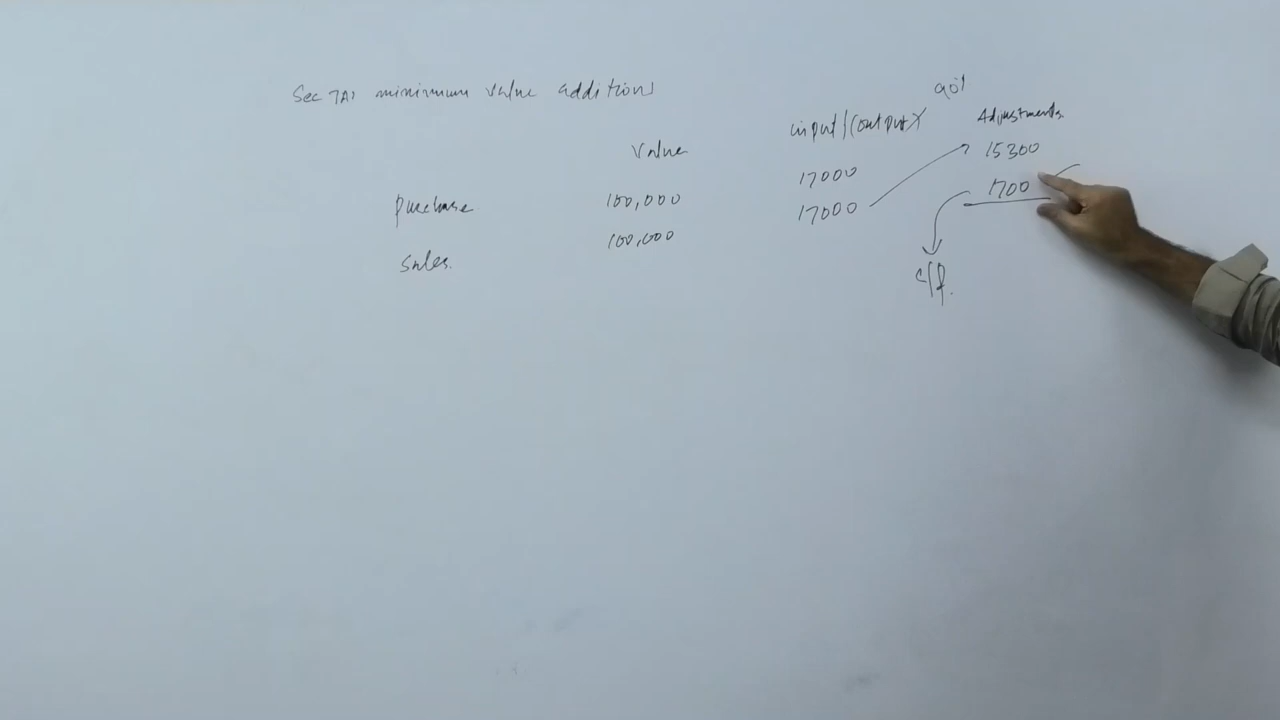 Sec 7A: minimum value additions
90%
input/(output) Adjustments.
value
17000 15300
purchase 100,000 17000 1700
sales. 100,000
c/f.